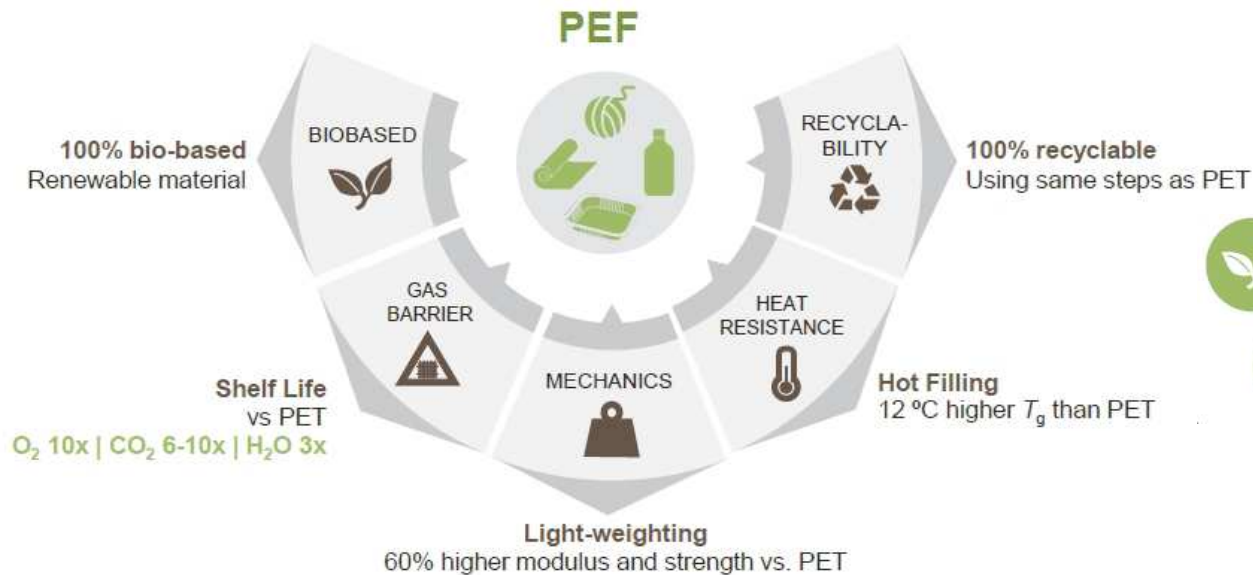 PEF
BIOBASED
100% bio-based
Renewable material
RECYCLA-
BILITY
100% recyclable
Using same steps as PET
GAS
BARRIER
Shelf Life
vs PET
O₂ 10x | CO₂ 6-10x | H₂O 3x
MECHANICS
Light-weighting
60% higher modulus and strength vs. PET
HEAT
RESISTANCE
Hot Filling
12 ºC higher Tg than PET